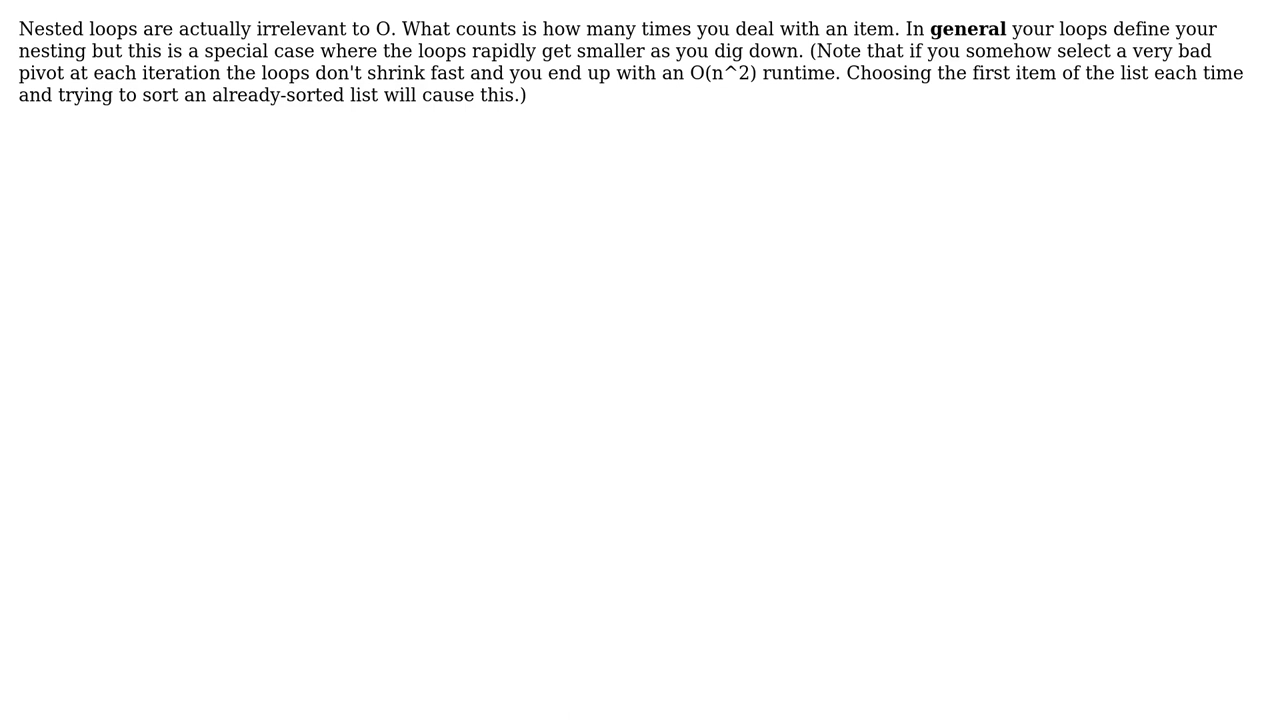 Nested loops are actually irrelevant to O. What counts is how many times you deal with an item. In general your loops define your
nesting but this is a special case where the loops rapidly get smaller as you dig down. (Note that if you somehow select a very bad
pivot at each iteration the loops don't shrink fast and you end up with an O(n^2) runtime. Choosing the first item of the list each time
and trying to sort an already-sorted list will cause this.)